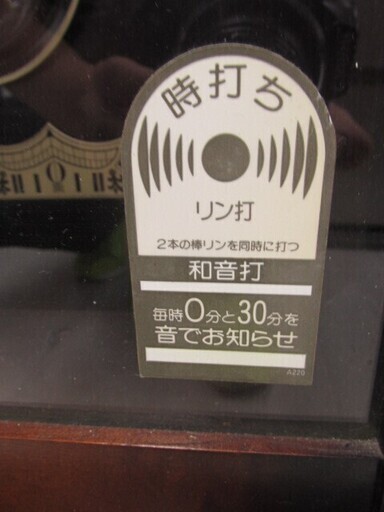 時打ち
リン打
2本の棒リンを同時に打つ
和音打
毎時0分と30分を
音でお知らせ
A220